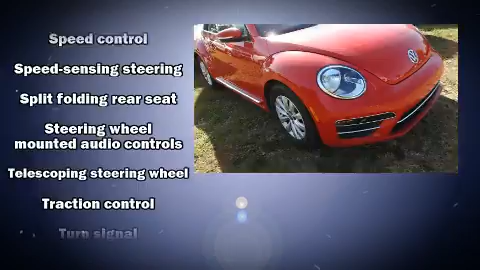 Speed control
Speed-sensing steering
Split folding rear seat
Steering wheel
mounted audio controls
Telescoping steering wheel
Traction control
Turn signal